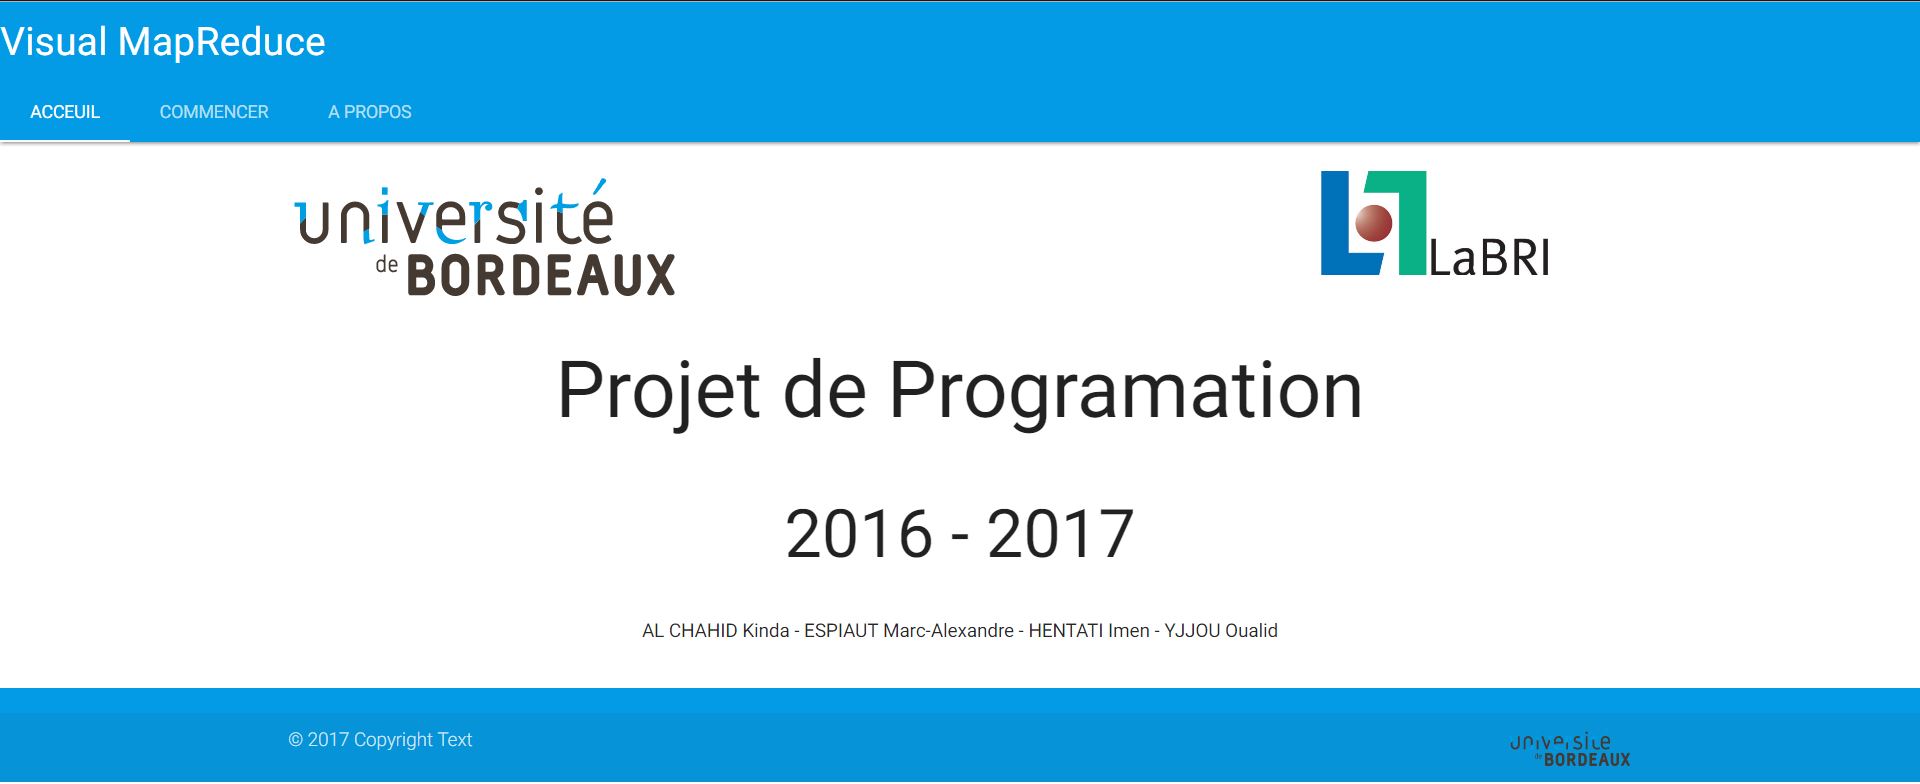 Visual MapReduce
ACCEUIL COMMENCER A PROPOS
université
de BORDEAUX
LaBRI
Projet de Programation
2016 - 2017
AL CHAHID Kinda - ESPIAUT Marc-Alexandre - HENTATI Imen - YJJOU Oualid
© 2017 Copyright Text
université
de BORDEAUX